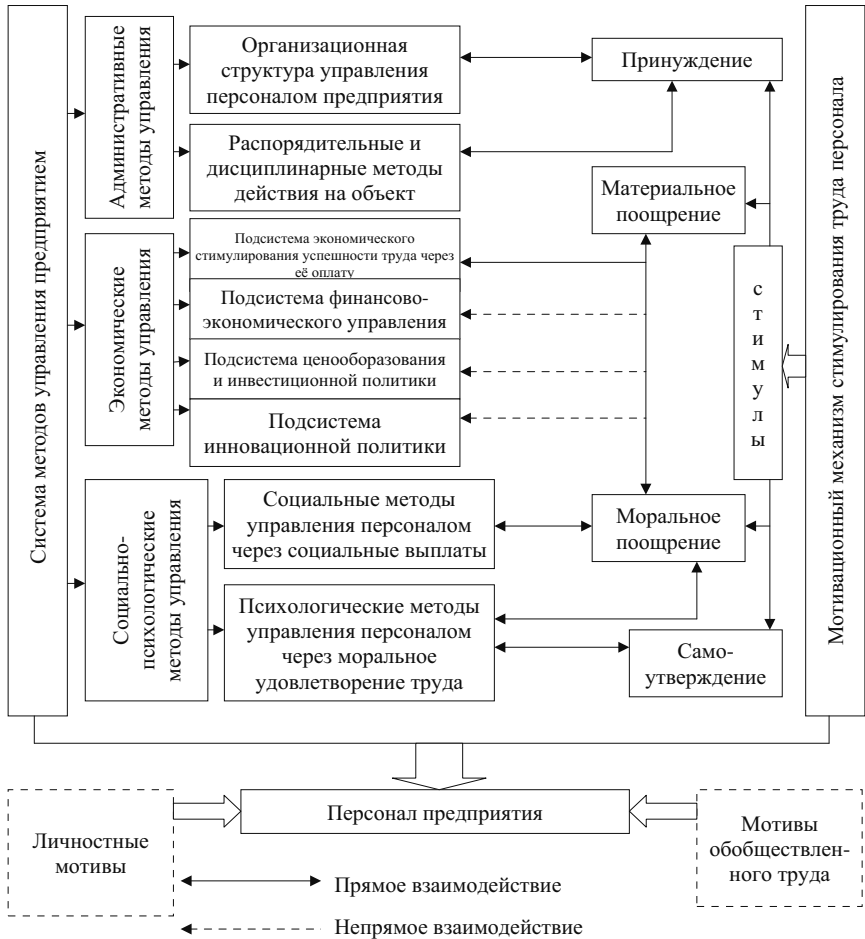 Система методов управления предприятием
Административные
методы управления
Организационная
структура управления
персоналом предприятия
Распорядительные и
дисциплинарные методы
действия на объект
Принуждение
Материальное
поощрение
Экономические
методы управления
Подсистема экономического
стимулирования успешности труда через
её оплату
Подсистема финансово-
экономического управления
Подсистема ценообразования
и инвестиционной политики
Подсистема
инновационной политики
стимулы
Социально-
психологические
методы управления
Социальные методы
управления персоналом
через социальные выплаты
Психологические методы
управления персоналом
через моральное
удовлетворение труда
Моральное
поощрение
Само-
утверждение
Мотивационный механизм стимулирования труда персонала
Персонал предприятия
Личностные
мотивы
Мотивы
обобществлен-
ного труда
Прямое взаимодействие
Непрямое взаимодействие